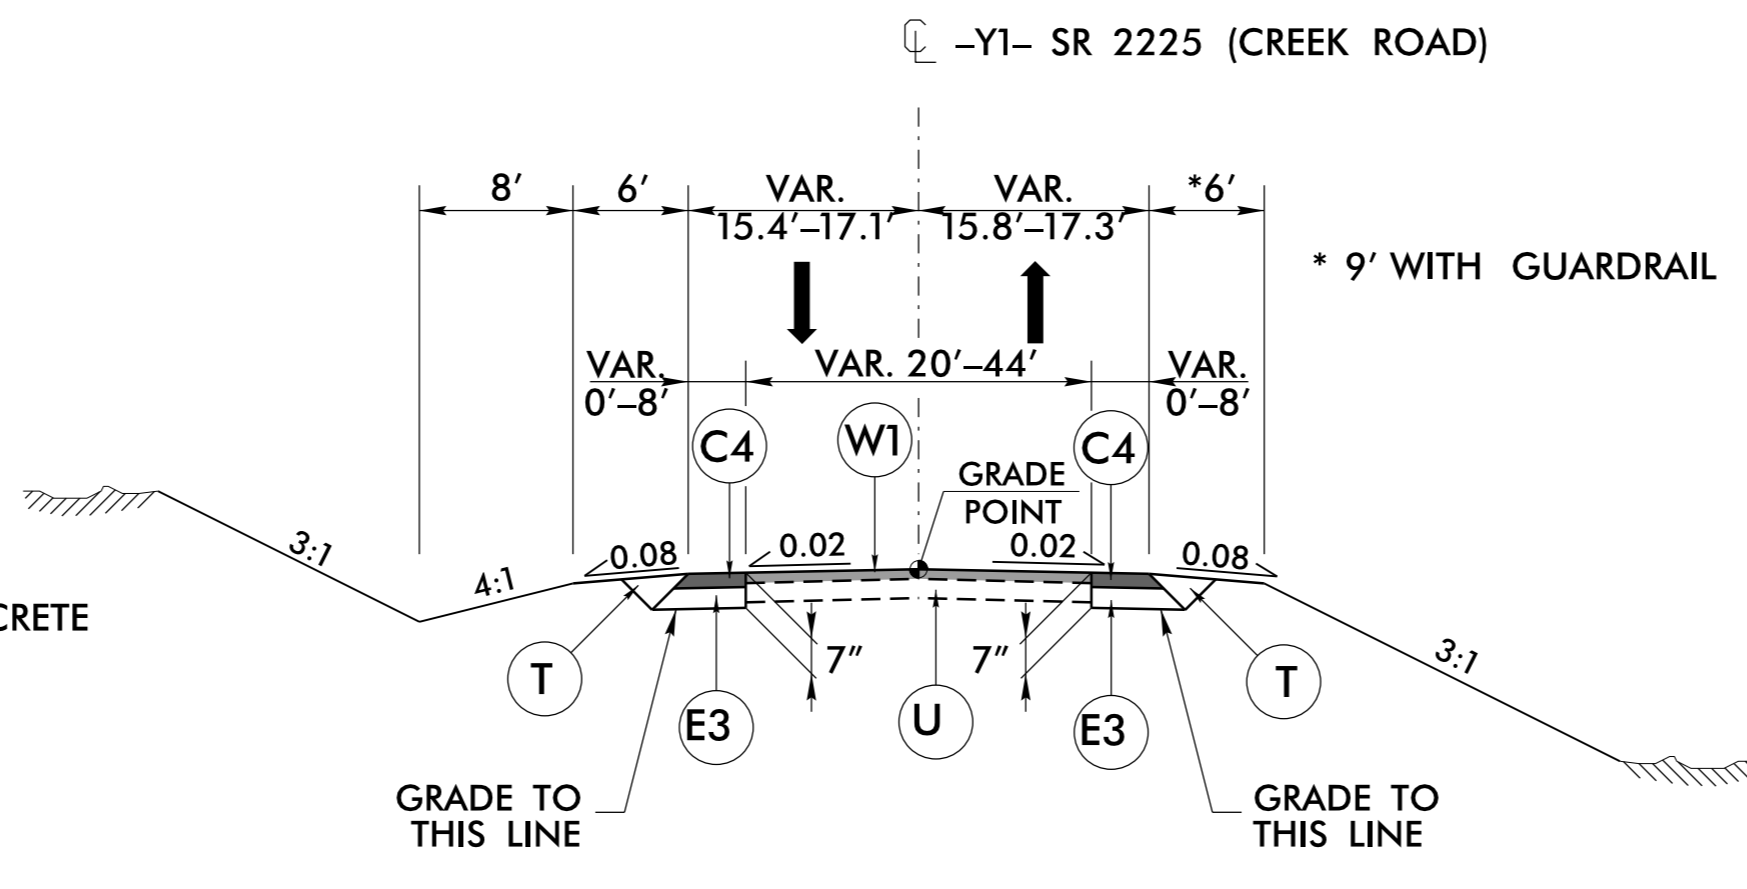 ℄ –Y1– SR 2225 (CREEK ROAD)
8′ 6′ VAR. VAR. *6′
15.4′–17.1′ 15.8′–17.3′
* 9′ WITH GUARDRAIL
VAR. VAR. 20′–44′ VAR.
0′–8′ 0′–8′
C4 W1 C4
GRADE
POINT
3:1 4:1 0.08 0.02 0.02 0.08
CRETE
3:1
T 7″ 7″ T
E3 U E3
GRADE TO GRADE TO
THIS LINE THIS LINE